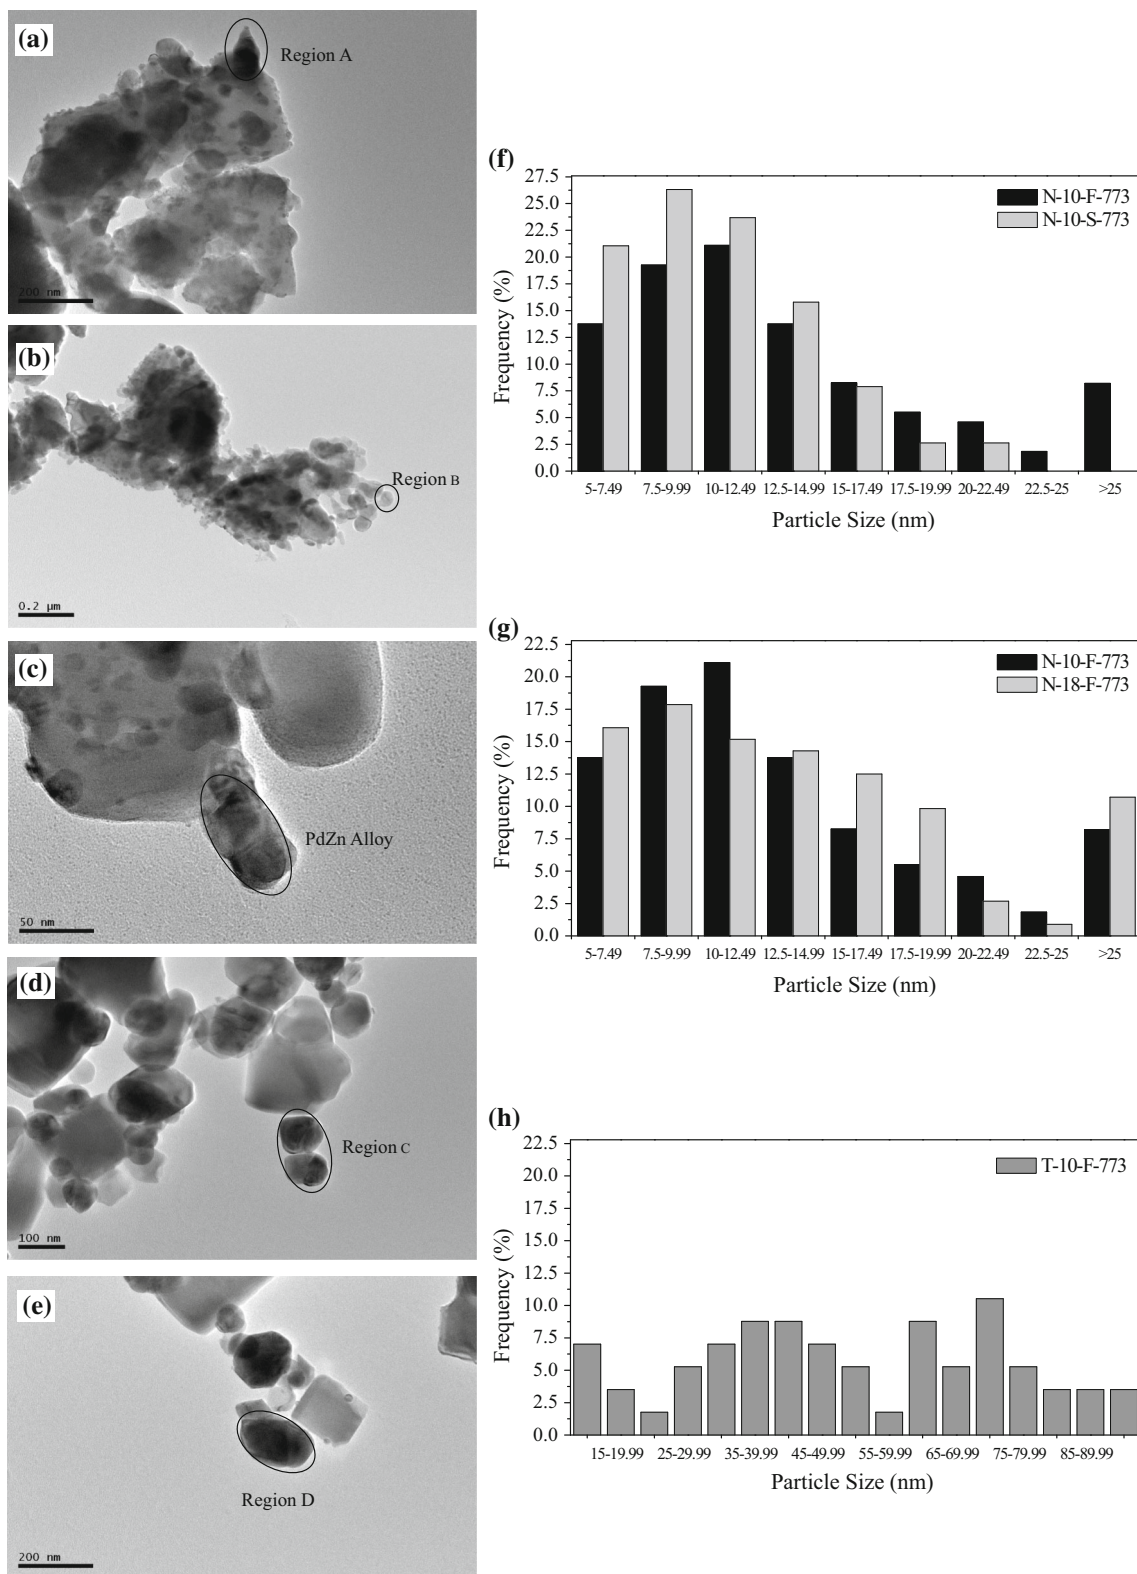 (a)
Region A
200 nm
(b)
Region B
0.2 μm
(c)
PdZn Alloy
50 nm
(d)
Region C
100 nm
(e)
Region D
200 nm
(f)
27.5
25.0
22.5
20.0
17.5
15.0
12.5
10.0
7.5
5.0
2.5
0.0
Frequency (%)
N-10-F-773
N-10-S-773
5-7.49 7.5-9.99 10-12.49 12.5-14.99 15-17.49 17.5-19.99 20-22.49 22.5-25 >25
Particle Size (nm)
(g)
22.5
20.0
17.5
15.0
12.5
10.0
7.5
5.0
2.5
0.0
Frequency (%)
N-10-F-773
N-18-F-773
5-7.49 7.5-9.99 10-12.49 12.5-14.99 15-17.49 17.5-19.99 20-22.49 22.5-25 >25
Particle Size (nm)
(h)
22.5
20.0
17.5
15.0
12.5
10.0
7.5
5.0
2.5
0.0
Frequency (%)
T-10-F-773
15-19.99 25-29.99 35-39.99 45-49.99 55-59.99 65-69.99 75-79.99 85-89.99
Particle Size (nm)